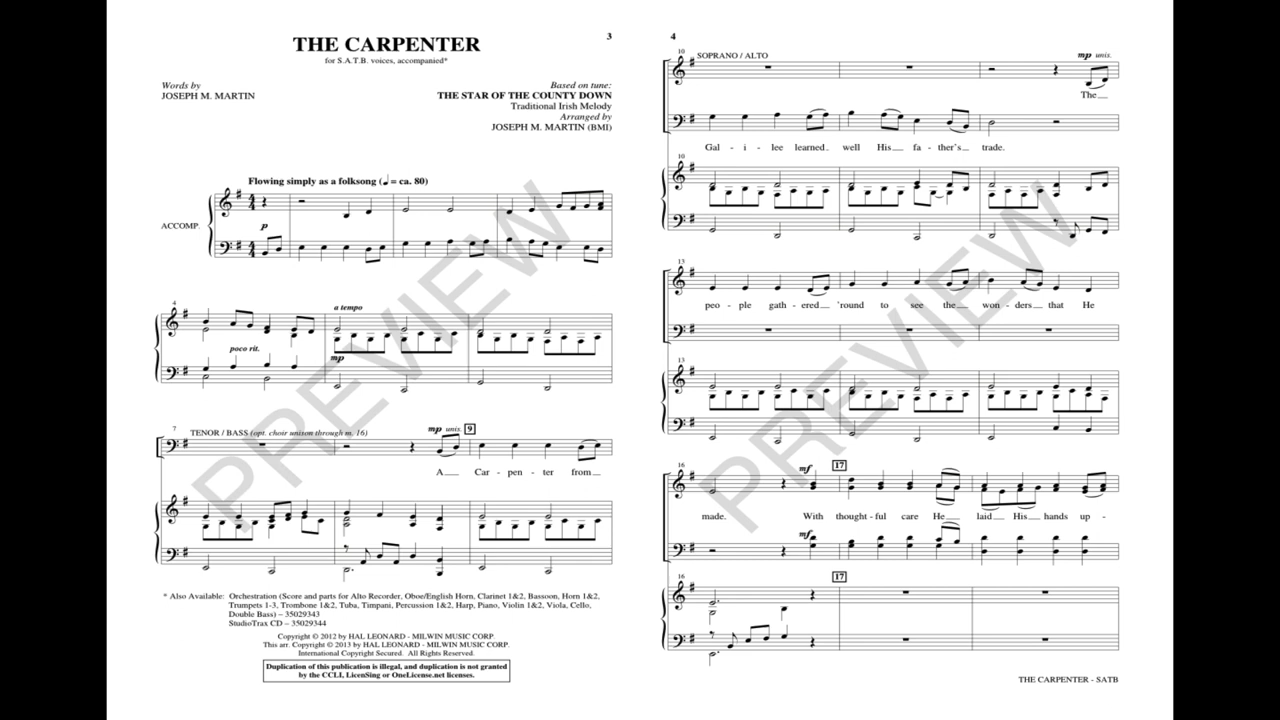 3
THE CARPENTER
for S.A.T.B. voices, accompanied*
Words by
JOSEPH M. MARTIN
Based on tune:
THE STAR OF THE COUNTY DOWN
Traditional Irish Melody
Arranged by
JOSEPH M. MARTIN (BMI)
Flowing simply as a folksong (♩ = ca. 80)
ACCOMP.
p
4
a tempo
poco rit.
mp
7
TENOR / BASS (opt. choir unison through m. 16)
mp unis.
9
A Car - pen - ter from
* Also Available: Orchestration (Score and parts for Alto Recorder, Oboe/English Horn, Clarinet 1&2, Bassoon, Horn 1&2,
Trumpets 1-3, Trombone 1&2, Tuba, Timpani, Percussion 1&2, Harp, Piano, Violin 1&2, Viola, Cello,
Double Bass) – 35029343
StudioTrax CD – 35029344
Copyright © 2012 by HAL LEONARD - MILWIN MUSIC CORP.
This arr. Copyright © 2013 by HAL LEONARD - MILWIN MUSIC CORP.
International Copyright Secured. All Rights Reserved.
Duplication of this publication is illegal, and duplication is not granted
by the CCLI, LicenSing or OneLicense.net licenses.
PREVIEW
4
10
SOPRANO / ALTO
mp unis.
The
Gal - i - lee learned well His fa - ther's trade.
10
13
peo - ple gath - ered 'round to see the won - ders that He
13
16
mf
17
made. With thought - ful care He laid His hands up -
mf
16
17
THE CARPENTER - SATB
PREVIEW